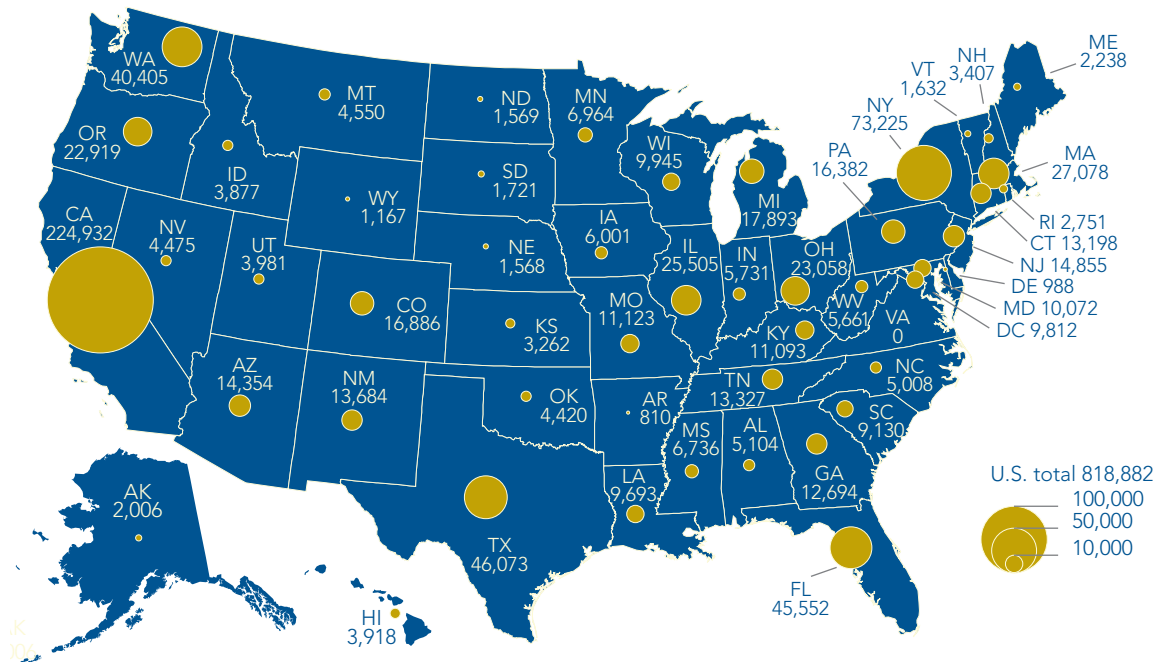 WA
40,405
MT
4,550
ND
1,569
MN
6,964
OR
22,919
ID
3,877
SD
1,721
WI
9,945
WY
1,167
MI
17,893
VT
1,632
NH
3,407
ME
2,238
NY
73,225
PA
16,382
MA
27,078
RI 2,751
CT 13,198
NJ 14,855
DE 988
MD 10,072
DC 9,812
CA
224,932
NV
4,475
UT
3,981
NE
1,568
IA
6,001
IL
25,505
IN
5,731
OH
23,058
CO
16,886
KS
3,262
MO
11,123
KY
11,093
WV
5,661
VA
0
AZ
14,354
NM
13,684
OK
4,420
AR
810
TN
13,327
NC
5,008
MS
6,736
AL
5,104
SC
9,130
GA
12,694
LA
9,693
TX
46,073
FL
45,552
AK
2,006
HI
3,918
U.S. total 818,882
100,000
50,000
10,000